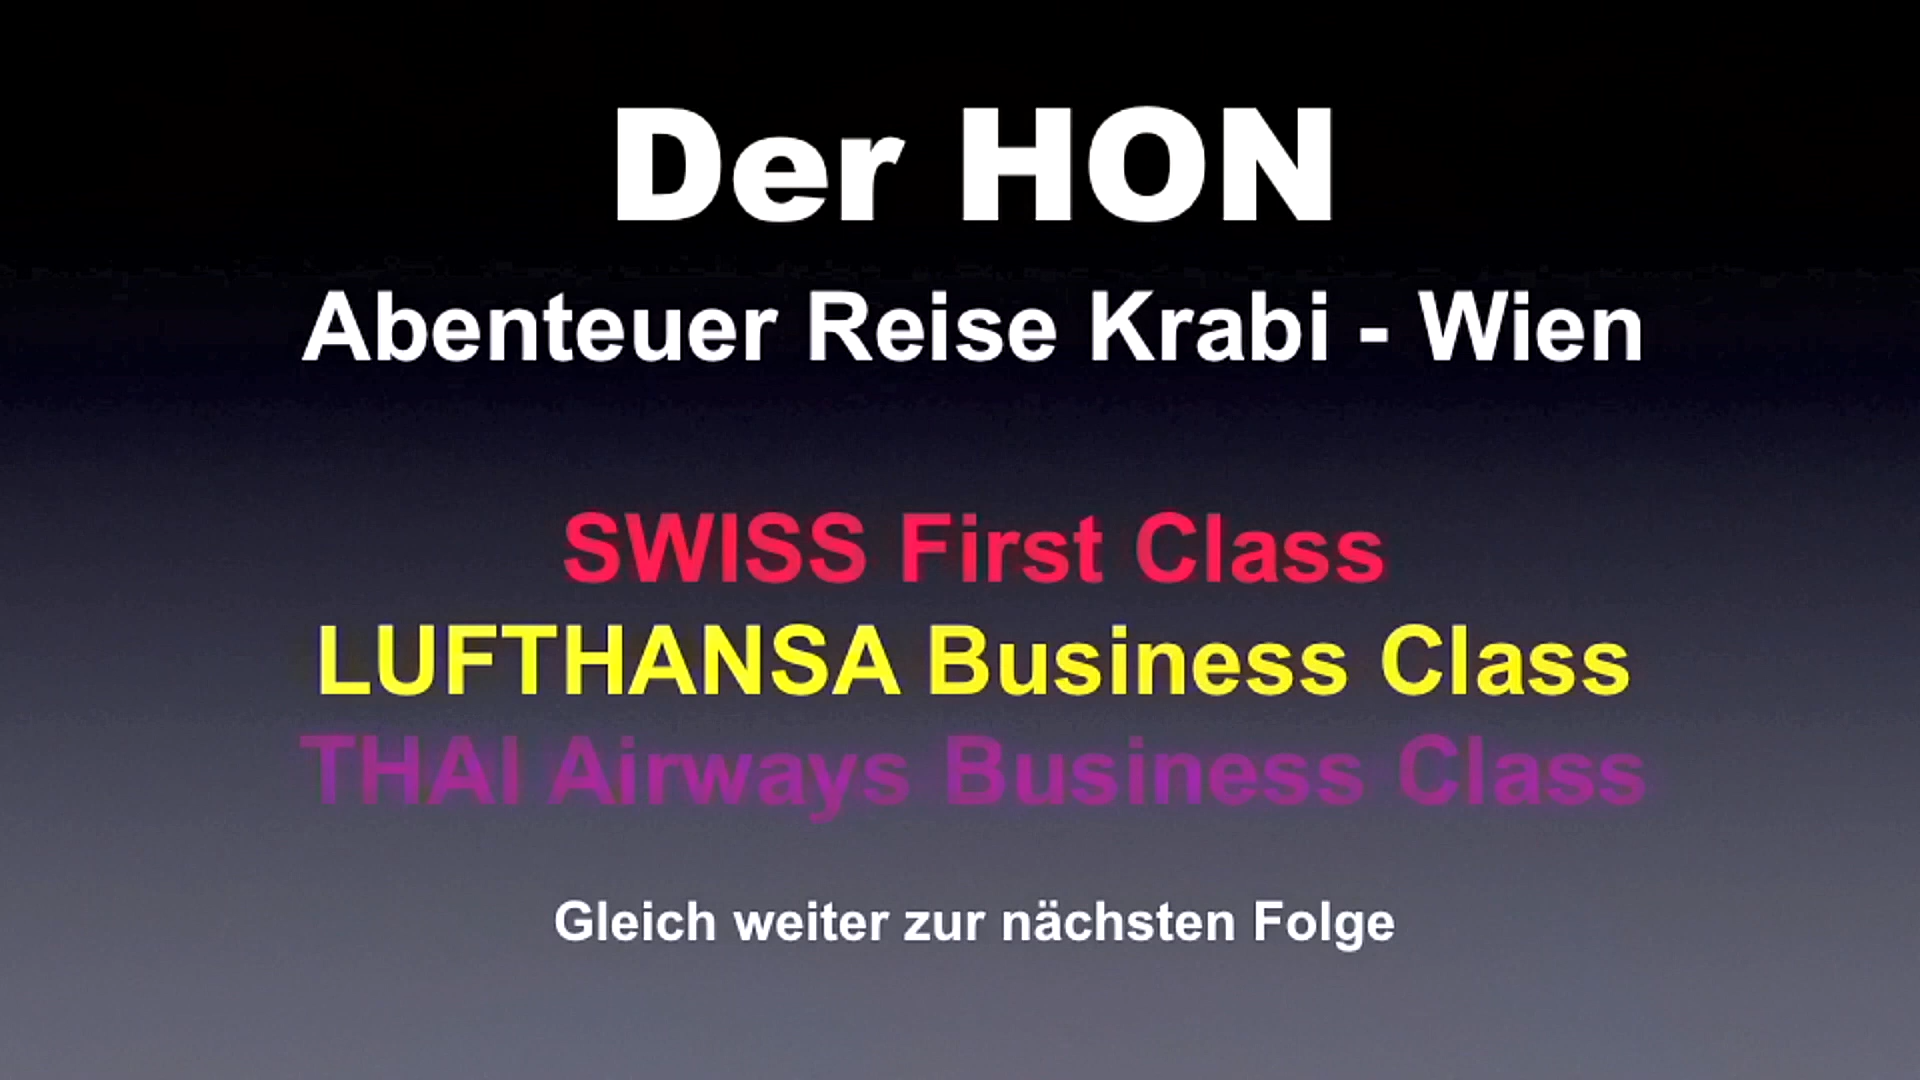 Der HON
Abenteuer Reise Krabi - Wien
SWISS First Class
LUFTHANSA Business Class
THAI Airways Business Class
Gleich weiter zur nächsten Folge